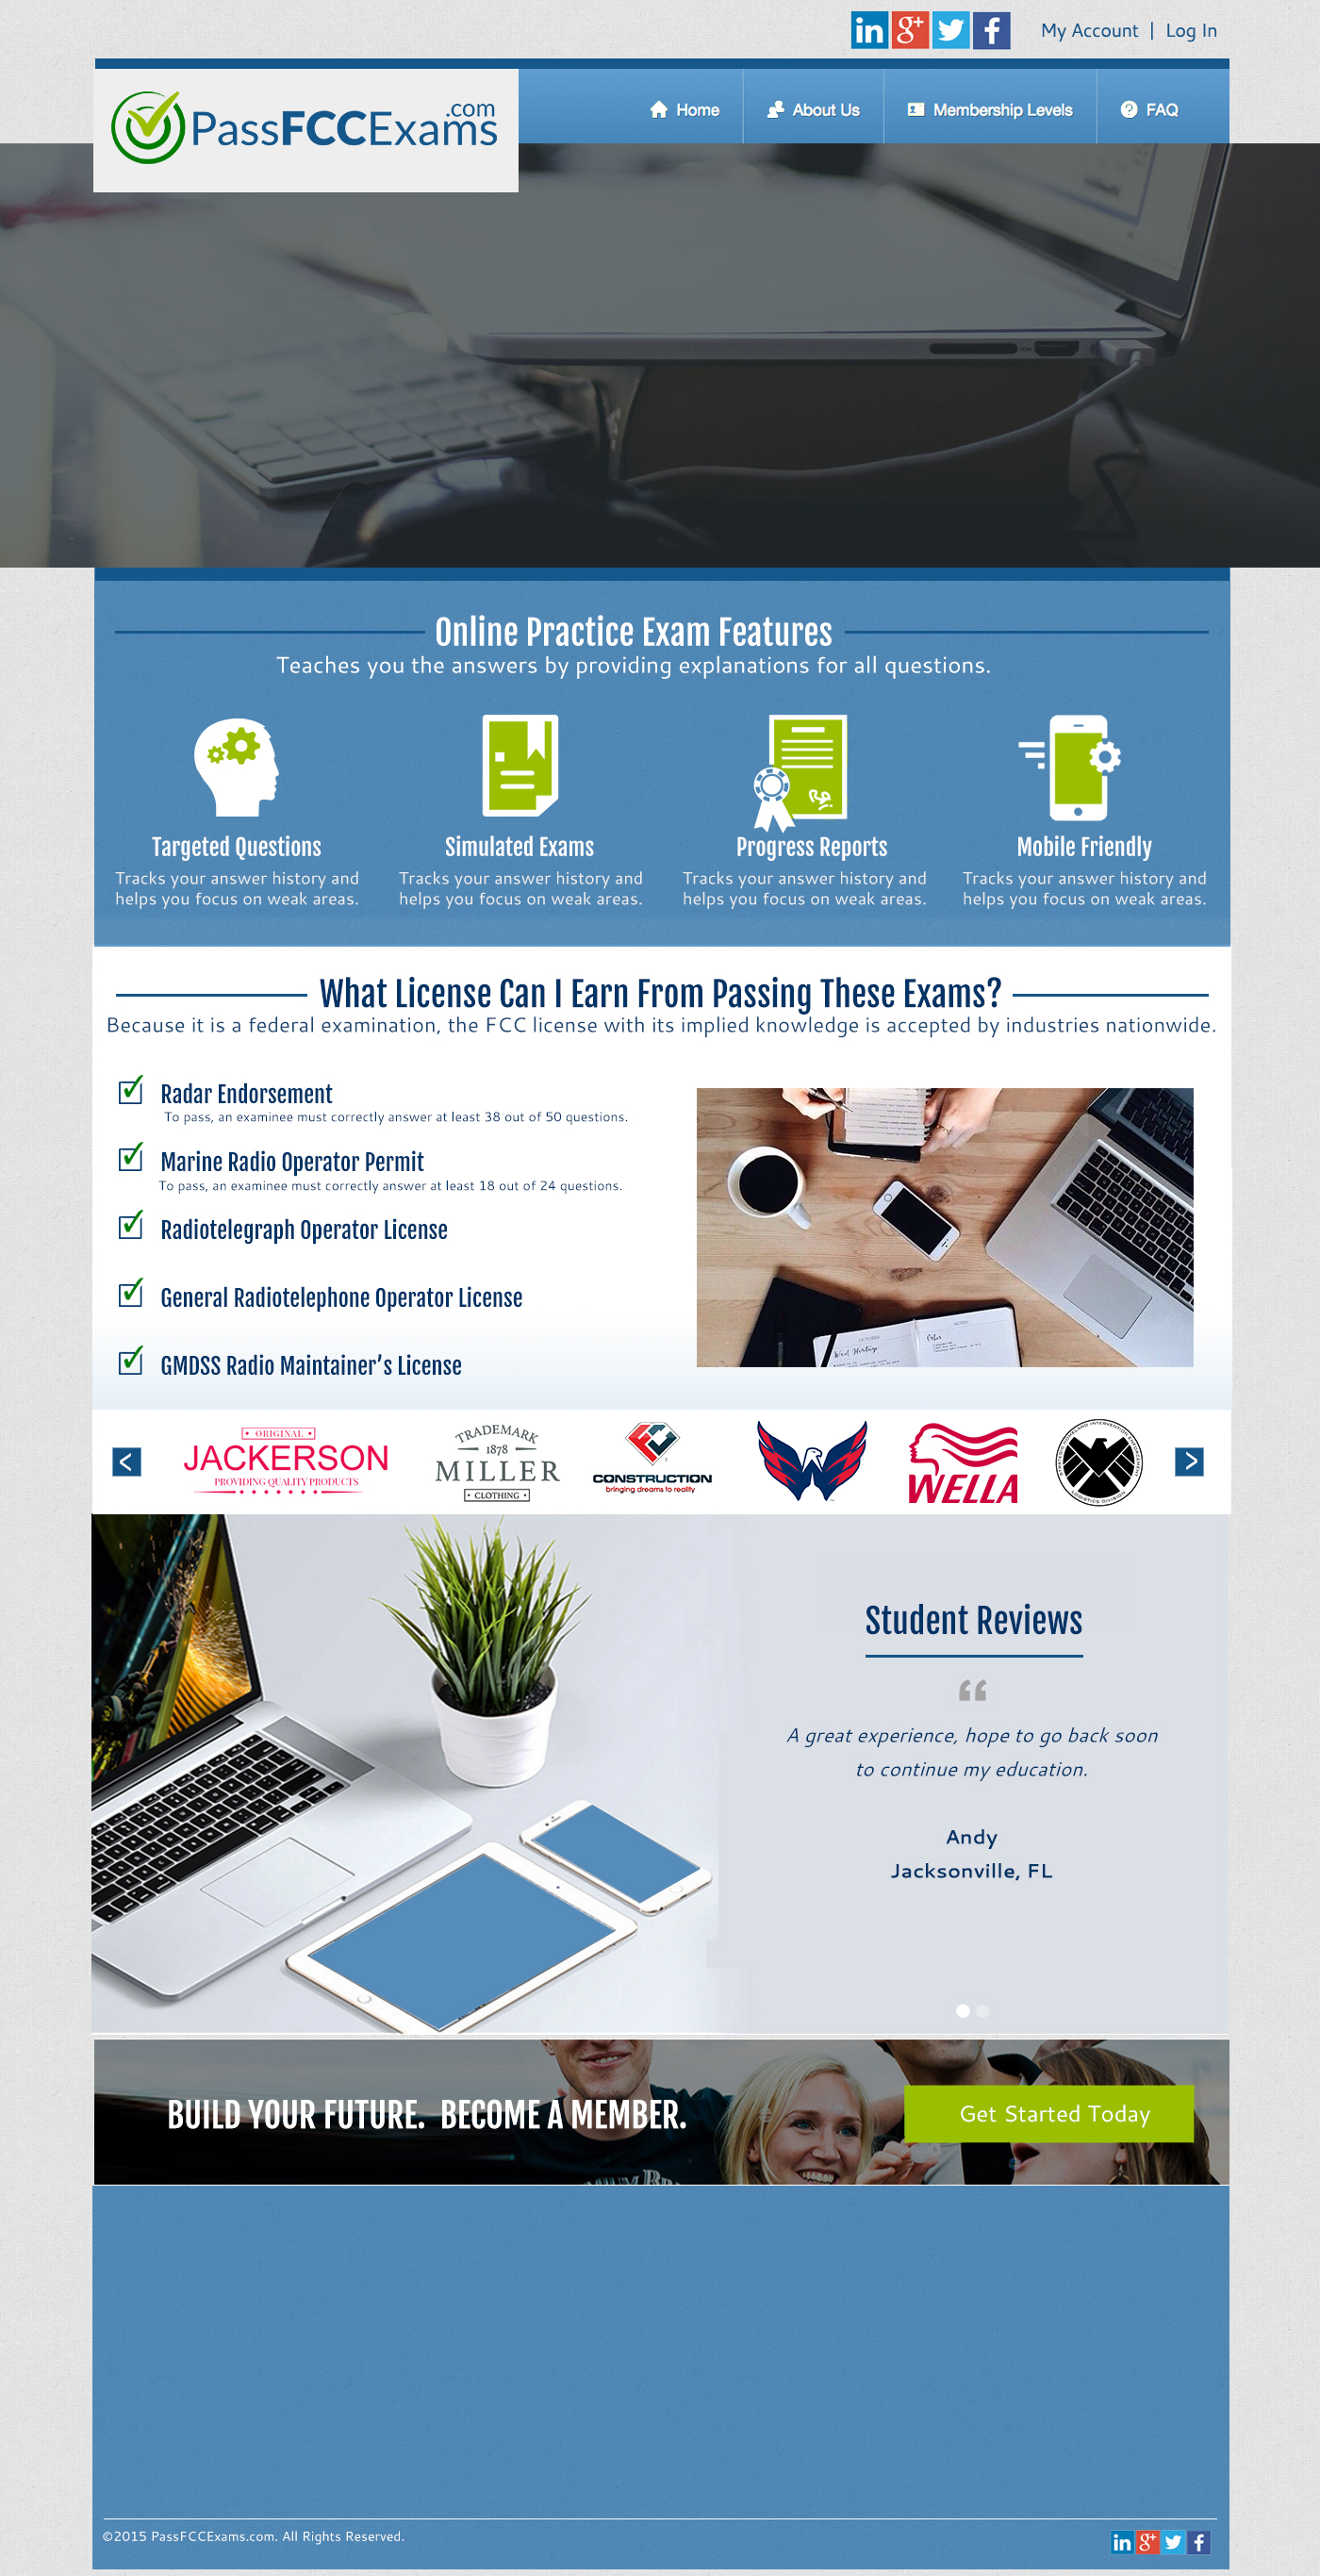 My Account | Log In
PassFCCExams.com
Home
About Us
Membership Levels
FAQ
Online Practice Exam Features
Teaches you the answers by providing explanations for all questions.
Targeted Questions
Tracks your answer history and
helps you focus on weak areas.
Simulated Exams
Tracks your answer history and
helps you focus on weak areas.
Progress Reports
Tracks your answer history and
helps you focus on weak areas.
Mobile Friendly
Tracks your answer history and
helps you focus on weak areas.
What License Can I Earn From Passing These Exams?
Because it is a federal examination, the FCC license with its implied knowledge is accepted by industries nationwide.
Radar Endorsement
To pass, an examinee must correctly answer at least 38 out of 50 questions.
Marine Radio Operator Permit
To pass, an examinee must correctly answer at least 18 out of 24 questions.
Radiotelegraph Operator License
General Radiotelephone Operator License
GMDSS Radio Maintainer's License
ORIGINAL
JACKERSON
PROVIDING QUALITY PRODUCTS
TRADEMARK
1878
MILLER
CLOTHING
CONSTRUCTION
bringing dreams to reality
WELLA
LOGISTICS DIVISION
Student Reviews
“
A great experience, hope to go back soon
to continue my education.
Andy
Jacksonville, FL
BUILD YOUR FUTURE. BECOME A MEMBER.
Get Started Today
©2015 PassFCCExams.com. All Rights Reserved.